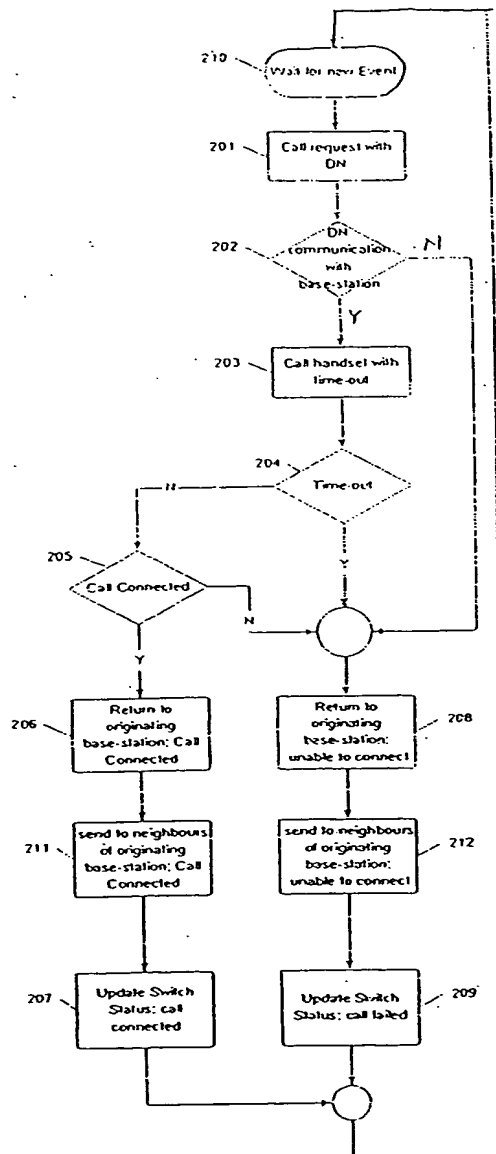 210
Wait for new Event
201
Call request with
DN
202
DN
communication
with
base-station
N
Y
203
Call handset with
time-out
204
Time-out
N
Y
205
Call Connected
N
Y
206
Return to
originating
base-station; Call
Connected
208
Return to
originating
base-station;
unable to connect
211
send to neighbours
of originating
base-station; Call
Connected
212
send to neighbours
of originating
base-station;
unable to connect
207
Update Switch
Status; call
connected
209
Update Switch
Status; call failed